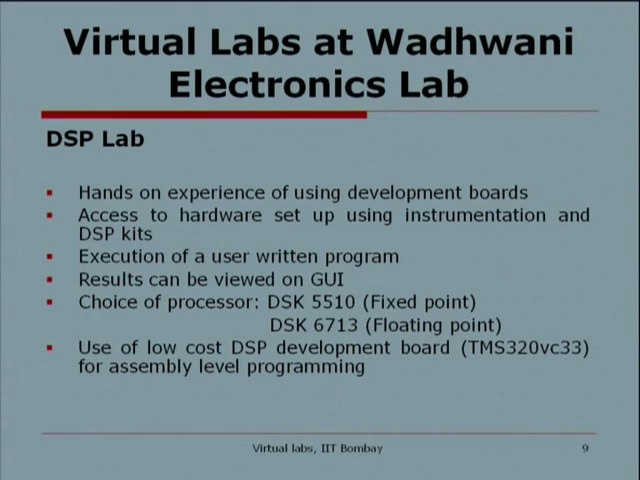 Virtual Labs at Wadhwani
Electronics Lab
DSP Lab
▪ Hands on experience of using development boards
▪ Access to hardware set up using instrumentation and
DSP kits
▪ Execution of a user written program
▪ Results can be viewed on GUI
▪ Choice of processor: DSK 5510 (Fixed point)
DSK 6713 (Floating point)
▪ Use of low cost DSP development board (TMS320vc33)
for assembly level programming
Virtual labs, IIT Bombay 9